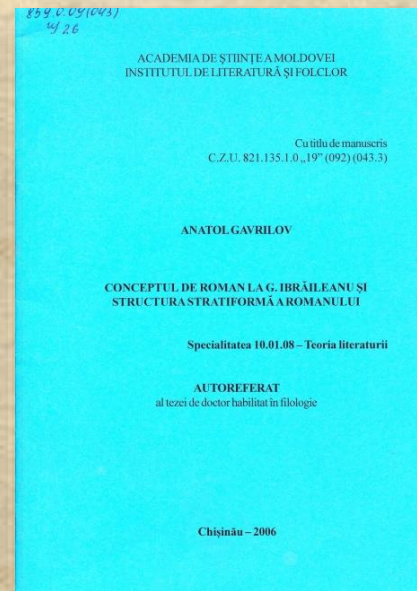 859.0.09(043)
ACADEMIA DE ŞTIINŢE A MOLDOVEI
INSTITUTUL DE LITERATURĂ ŞI FOLCLOR
Cu titlu de manuscris
C.Z.U. 821.135.1.0 „19” (092) (043.3)
ANATOL GAVRILOV
CONCEPTUL DE ROMAN LA G. IBRĂILEANU ŞI
STRUCTURA STRATIFORMĂ A ROMANULUI
Specialitatea 10.01.08 – Teoria literaturii
AUTOREFERAT
al tezei de doctor habilitat în filologie
Chişinău – 2006